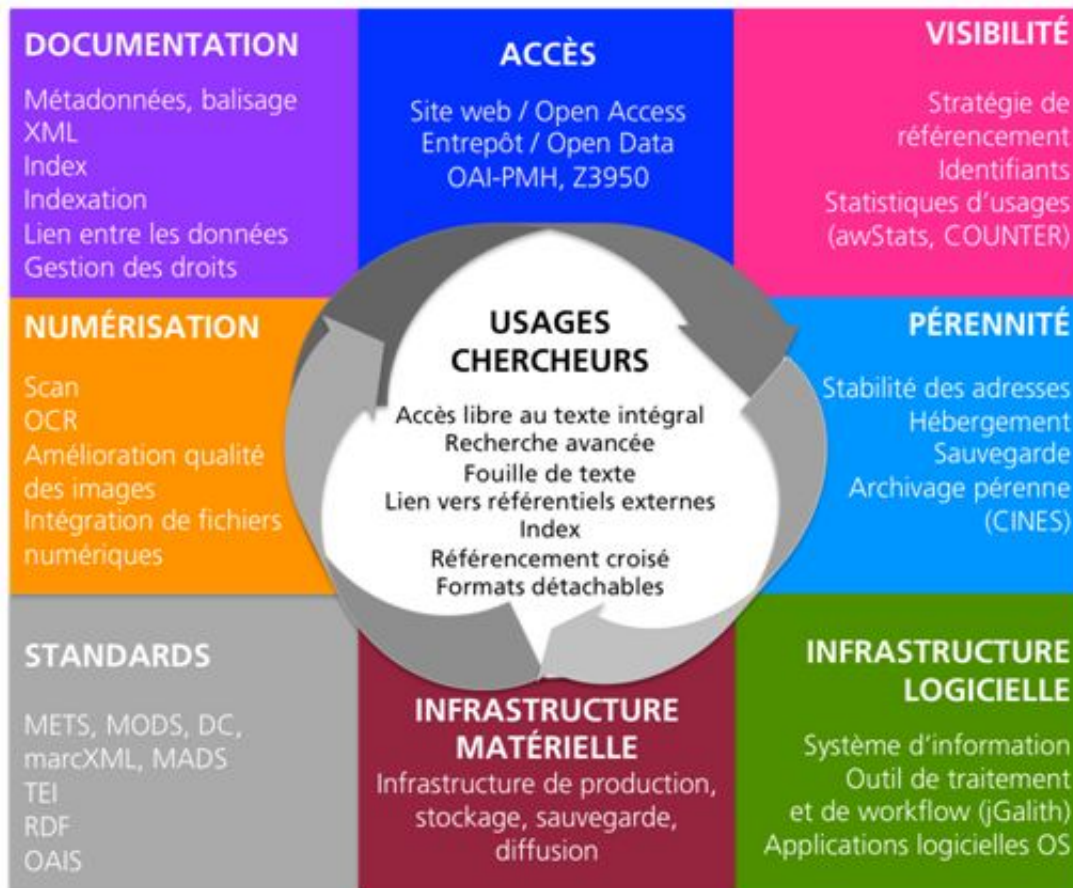 DOCUMENTATION
Métadonnées, balisage
XML
Index
Indexation
Lien entre les données
Gestion des droits
ACCÈS
Site web / Open Access
Entrepôt / Open Data
OAI-PMH, Z3950
VISIBILITÉ
Stratégie de
référencement
Identifiants
Statistiques d'usages
(awStats, COUNTER)
NUMÉRISATION
Scan
OCR
Amélioration qualité
des images
Intégration de fichiers
numériques
USAGES
CHERCHEURS
Accès libre au texte intégral
Recherche avancée
Fouille de texte
Lien vers référentiels externes
Index
Référencement croisé
Formats détachables
PÉRENNITÉ
Stabilité des adresses
Hébergement
Sauvegarde
Archivage pérenne
(CINES)
STANDARDS
METS, MODS, DC,
marcXML, MADS
TEI
RDF
OAIS
INFRASTRUCTURE
MATÉRIELLE
Infrastructure de production,
stockage, sauvegarde,
diffusion
INFRASTRUCTURE
LOGICIELLE
Système d'information
Outil de traitement
et de workflow (jGalith)
Applications logicielles OS